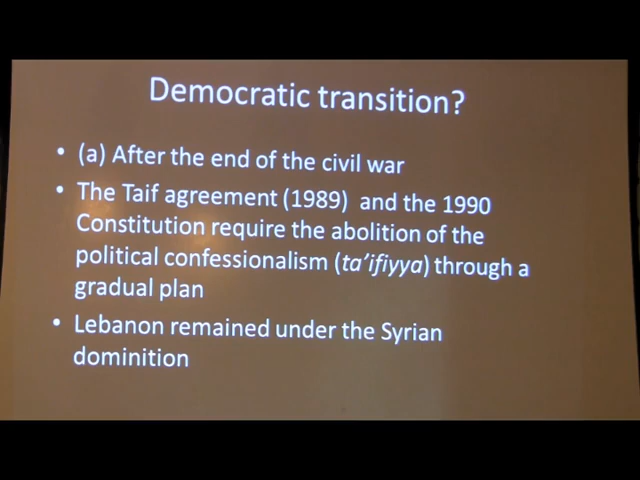 Democratic transition?
• (a) After the end of the civil war
• The Taif agreement (1989) and the 1990
Constitution require the abolition of the
political confessionalism (ta’ifiyya) through a
gradual plan
• Lebanon remained under the Syrian
dominition